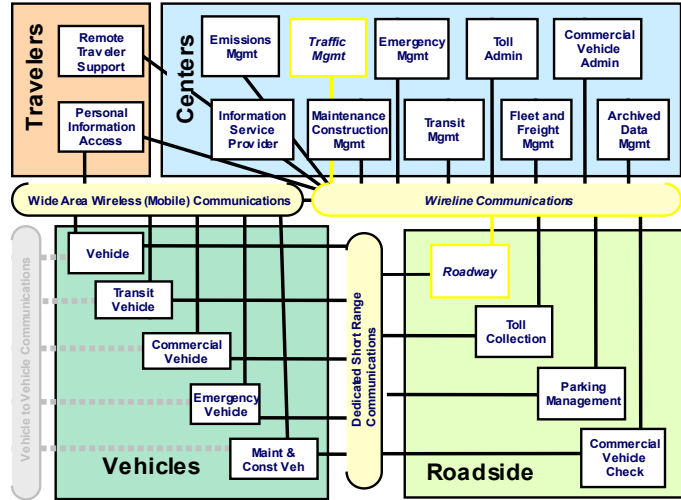 Travelers
Remote
Traveler
Support
Personal
Information
Access
Centers
Emissions
Mgmt
Traffic
Mgmt
Emergency
Mgmt
Toll
Admin
Commercial
Vehicle
Admin
Information
Service
Provider
Maintenance
Construction
Mgmt
Transit
Mgmt
Fleet and
Freight
Mgmt
Archived
Data
Mgmt
Wide Area Wireless (Mobile) Communications
Wireline Communications
Vehicle to Vehicle Communications
Vehicle
Transit
Vehicle
Commercial
Vehicle
Emergency
Vehicle
Maint &
Const Veh
Vehicles
Dedicated Short Range
Communications
Roadway
Toll
Collection
Parking
Management
Commercial
Vehicle
Check
Roadside